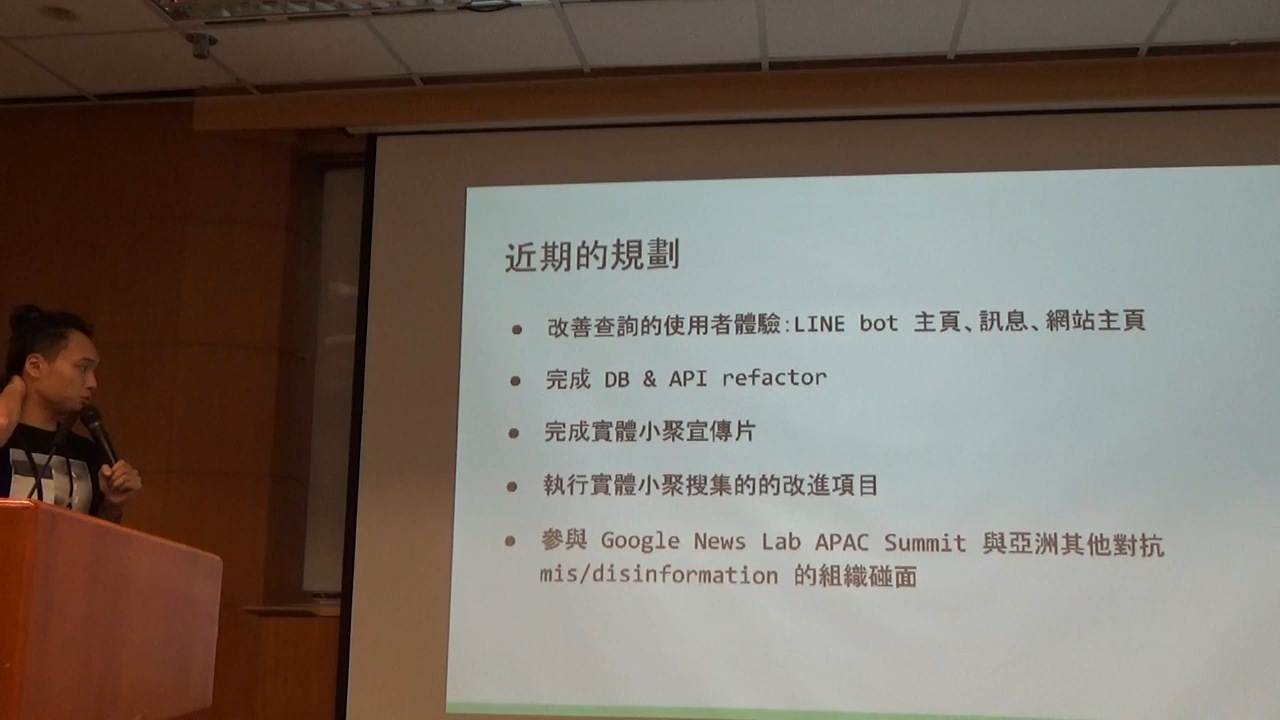 近期的規劃
改善查詢的使用者體驗：LINE bot 主頁、訊息、網站主頁
完成 DB & API refactor
完成實體小聚宣傳片
執行實體小聚搜集的的改進項目
參與 Google News Lab APAC Summit 與亞洲其他對抗
mis/disinformation 的組織碰面